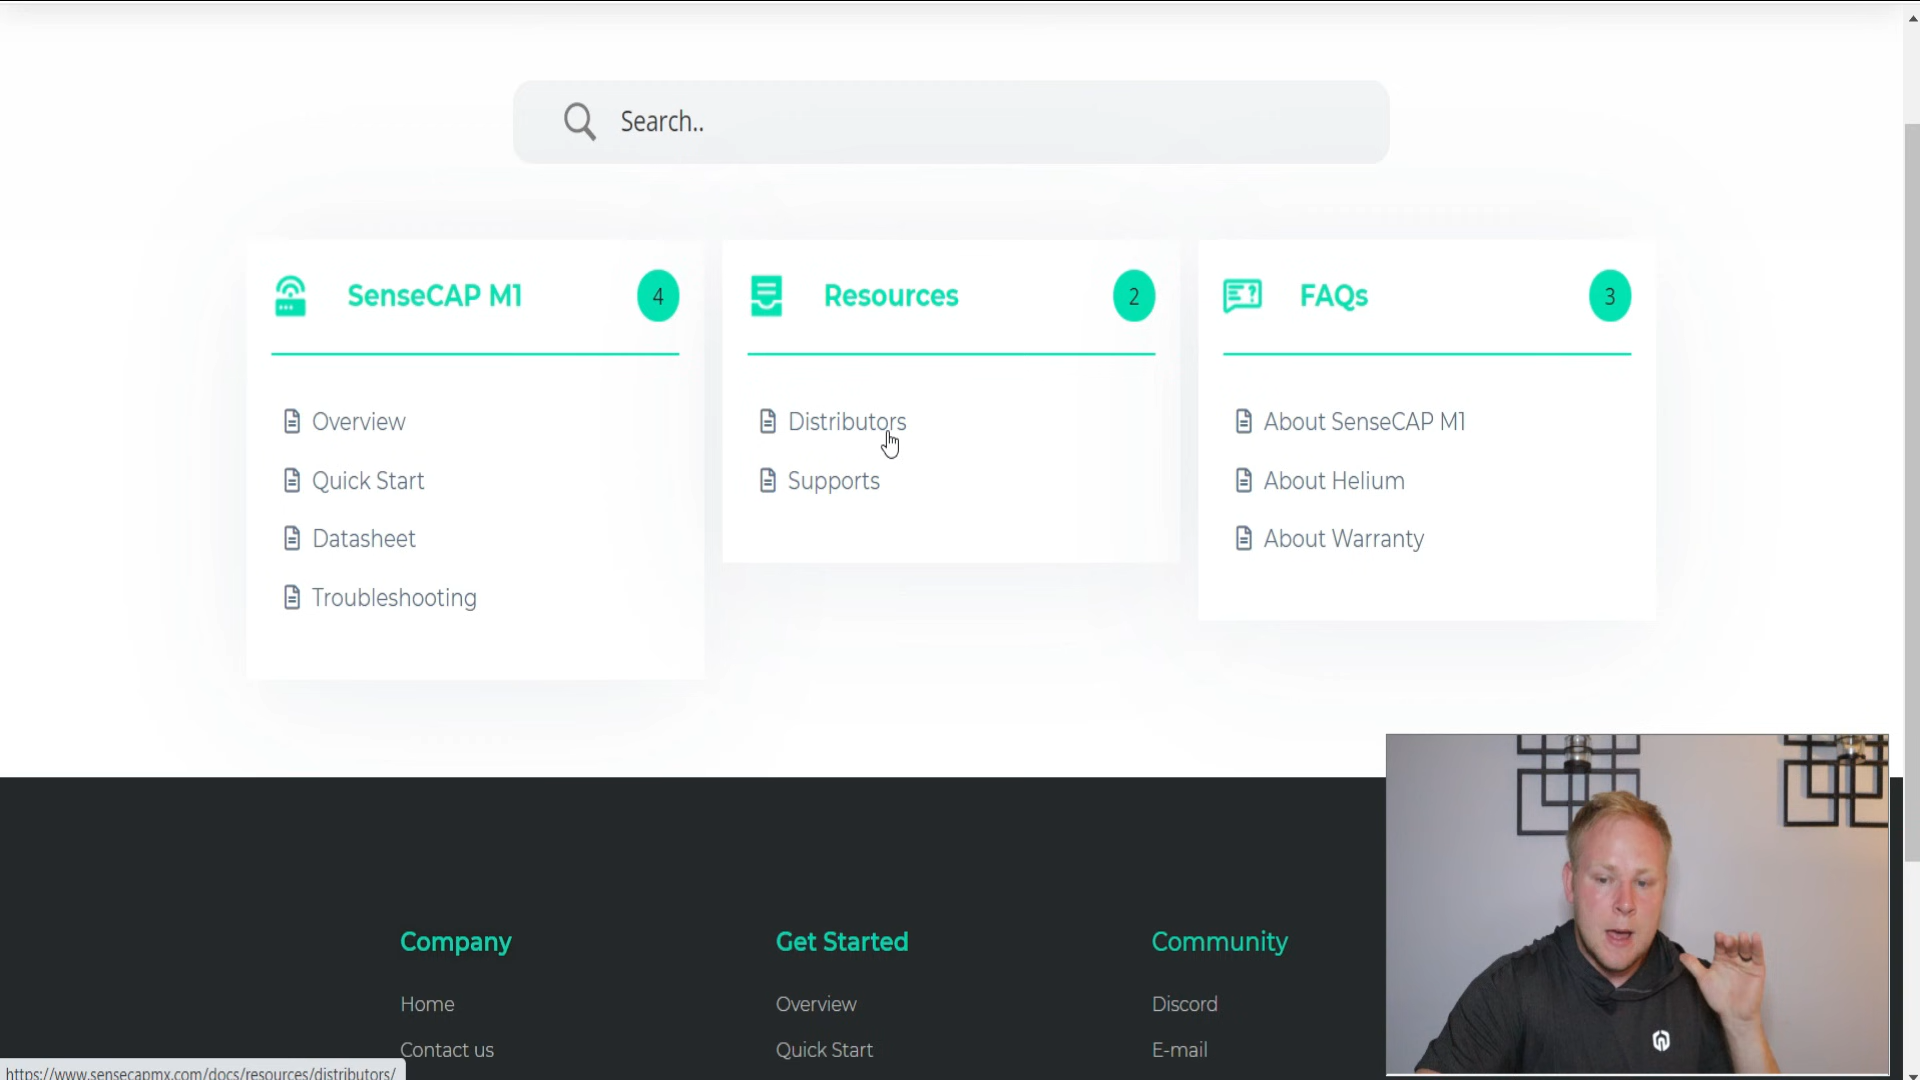 Search..
SenseCAP M1
4
Overview
Quick Start
Datasheet
Troubleshooting
Resources
2
Distributors
Supports
FAQs
3
About SenseCAP M1
About Helium
About Warranty
Company
Home
Contact us
Get Started
Overview
Quick Start
Community
Discord
E-mail
https://www.sensecapmx.com/docs/resources/distributors/